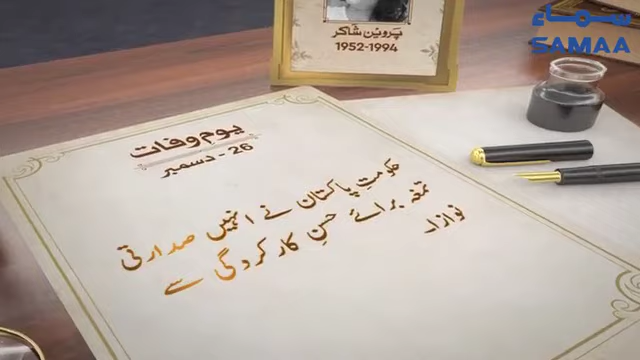 سماء
SAMAA
پروین شاکر
1952-1994
یومِ وفات
26 - دسمبر
حکومتِ پاکستان نے انہیں صدارتی
تمغہ برائے حسنِ کارکردگی سے
نوازا۔